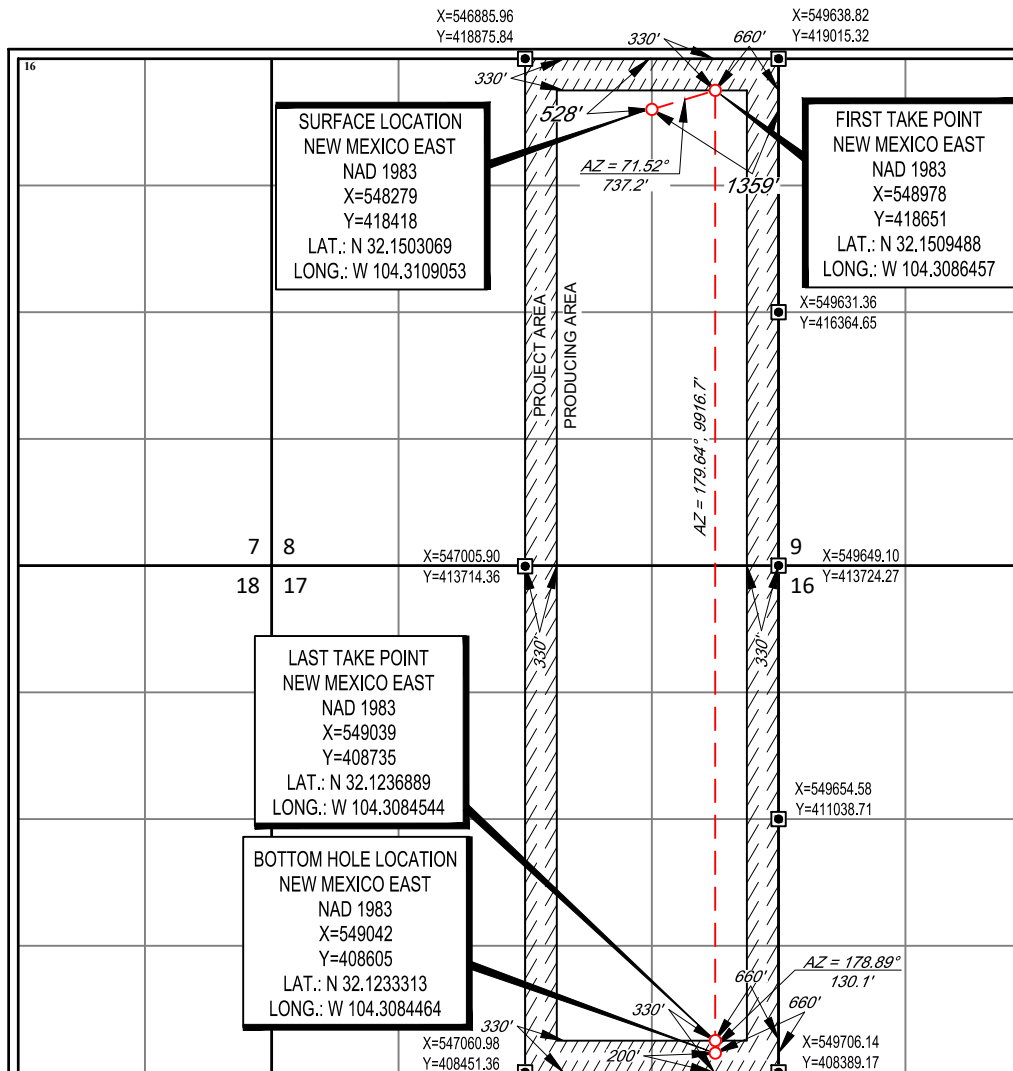 X=546885.96
Y=418875.84
X=549638.82
Y=419015.32
16
330'
660'
330'
528'
SURFACE LOCATION
NEW MEXICO EAST
NAD 1983
X=548279
Y=418418
LAT.: N 32.1503069
LONG.: W 104.3109053
AZ = 71.52°
737.2'
1359'
FIRST TAKE POINT
NEW MEXICO EAST
NAD 1983
X=548978
Y=418651
LAT.: N 32.1509488
LONG.: W 104.3086457
X=549631.36
Y=416364.65
PROJECT AREA
PRODUCING AREA
AZ = 179.64°, 9916.7'
7 8
18 17
X=547005.90
Y=413714.36
9
16
X=549649.10
Y=413724.27
330'
330'
LAST TAKE POINT
NEW MEXICO EAST
NAD 1983
X=549039
Y=408735
LAT.: N 32.1236889
LONG.: W 104.3084544
X=549654.58
Y=411038.71
BOTTOM HOLE LOCATION
NEW MEXICO EAST
NAD 1983
X=549042
Y=408605
LAT.: N 32.1233313
LONG.: W 104.3084464
AZ = 178.89°
130.1'
660'
660'
330'
330'
200'
X=547060.98
Y=408451.36
X=549706.14
Y=408389.17